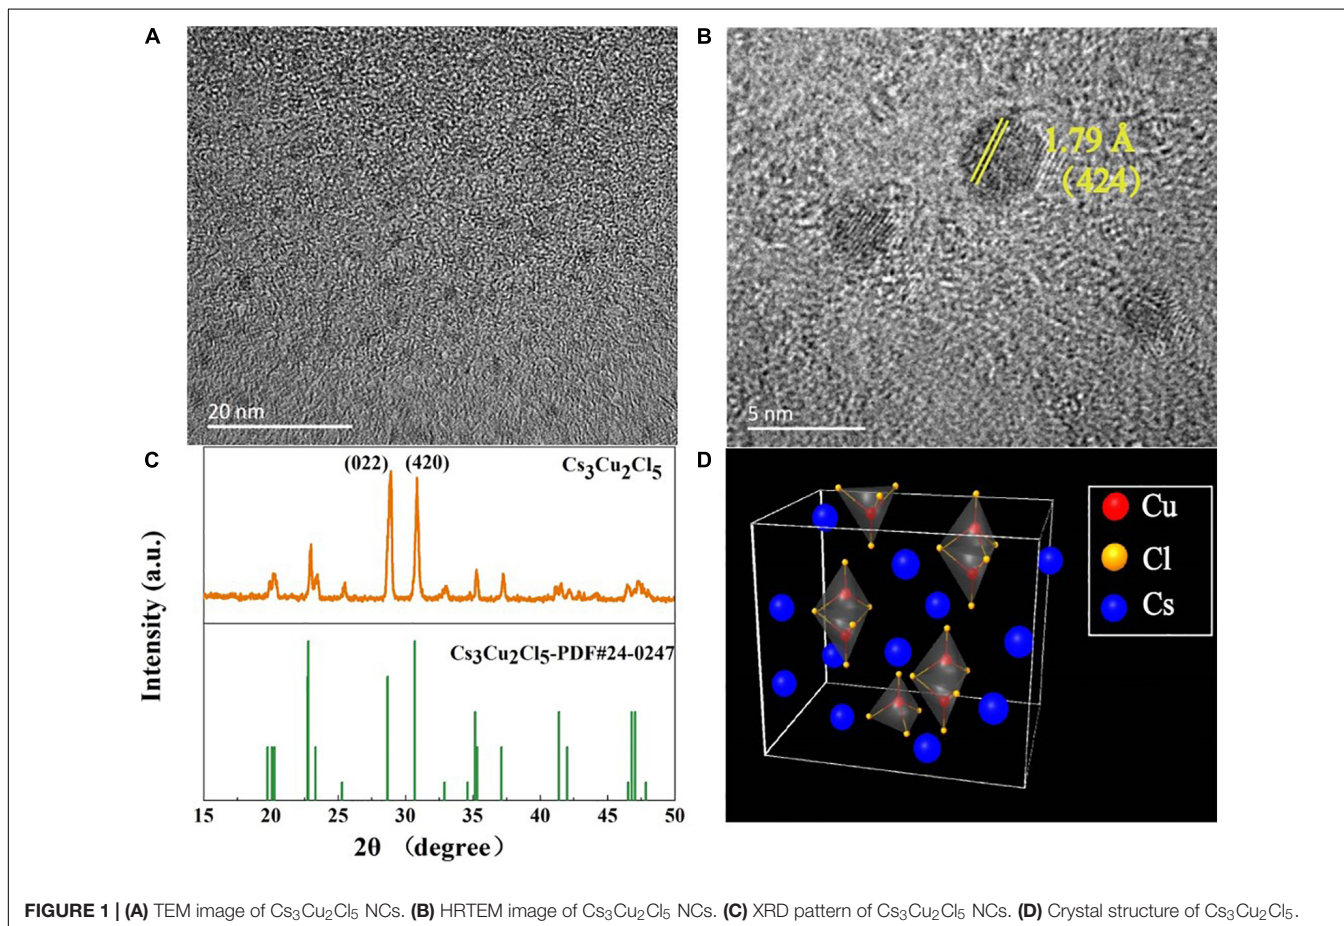 A
B
1.79 Å
(424)
20 nm
5 nm
C
(022) (420)
Cs3Cu2Cl5
Cs3Cu2Cl5-PDF#24-0247
Intensity (a.u.)
15 20 25 30 35 40 45 50
2θ （degree）
D
Cu
Cl
Cs
FIGURE 1 | (A) TEM image of Cs3Cu2Cl5 NCs. (B) HRTEM image of Cs3Cu2Cl5 NCs. (C) XRD pattern of Cs3Cu2Cl5 NCs. (D) Crystal structure of Cs3Cu2Cl5.